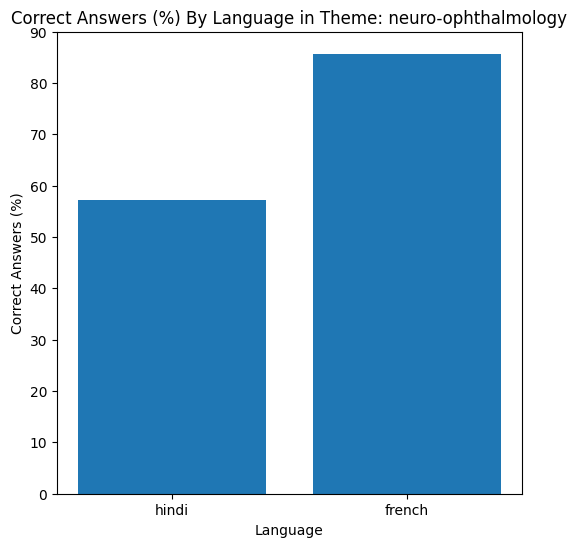 Correct Answers (%) By Language in Theme: neuro-ophthalmology
90
80
70
60
50
40
30
20
10
0
Correct Answers (%)
hindi french
Language